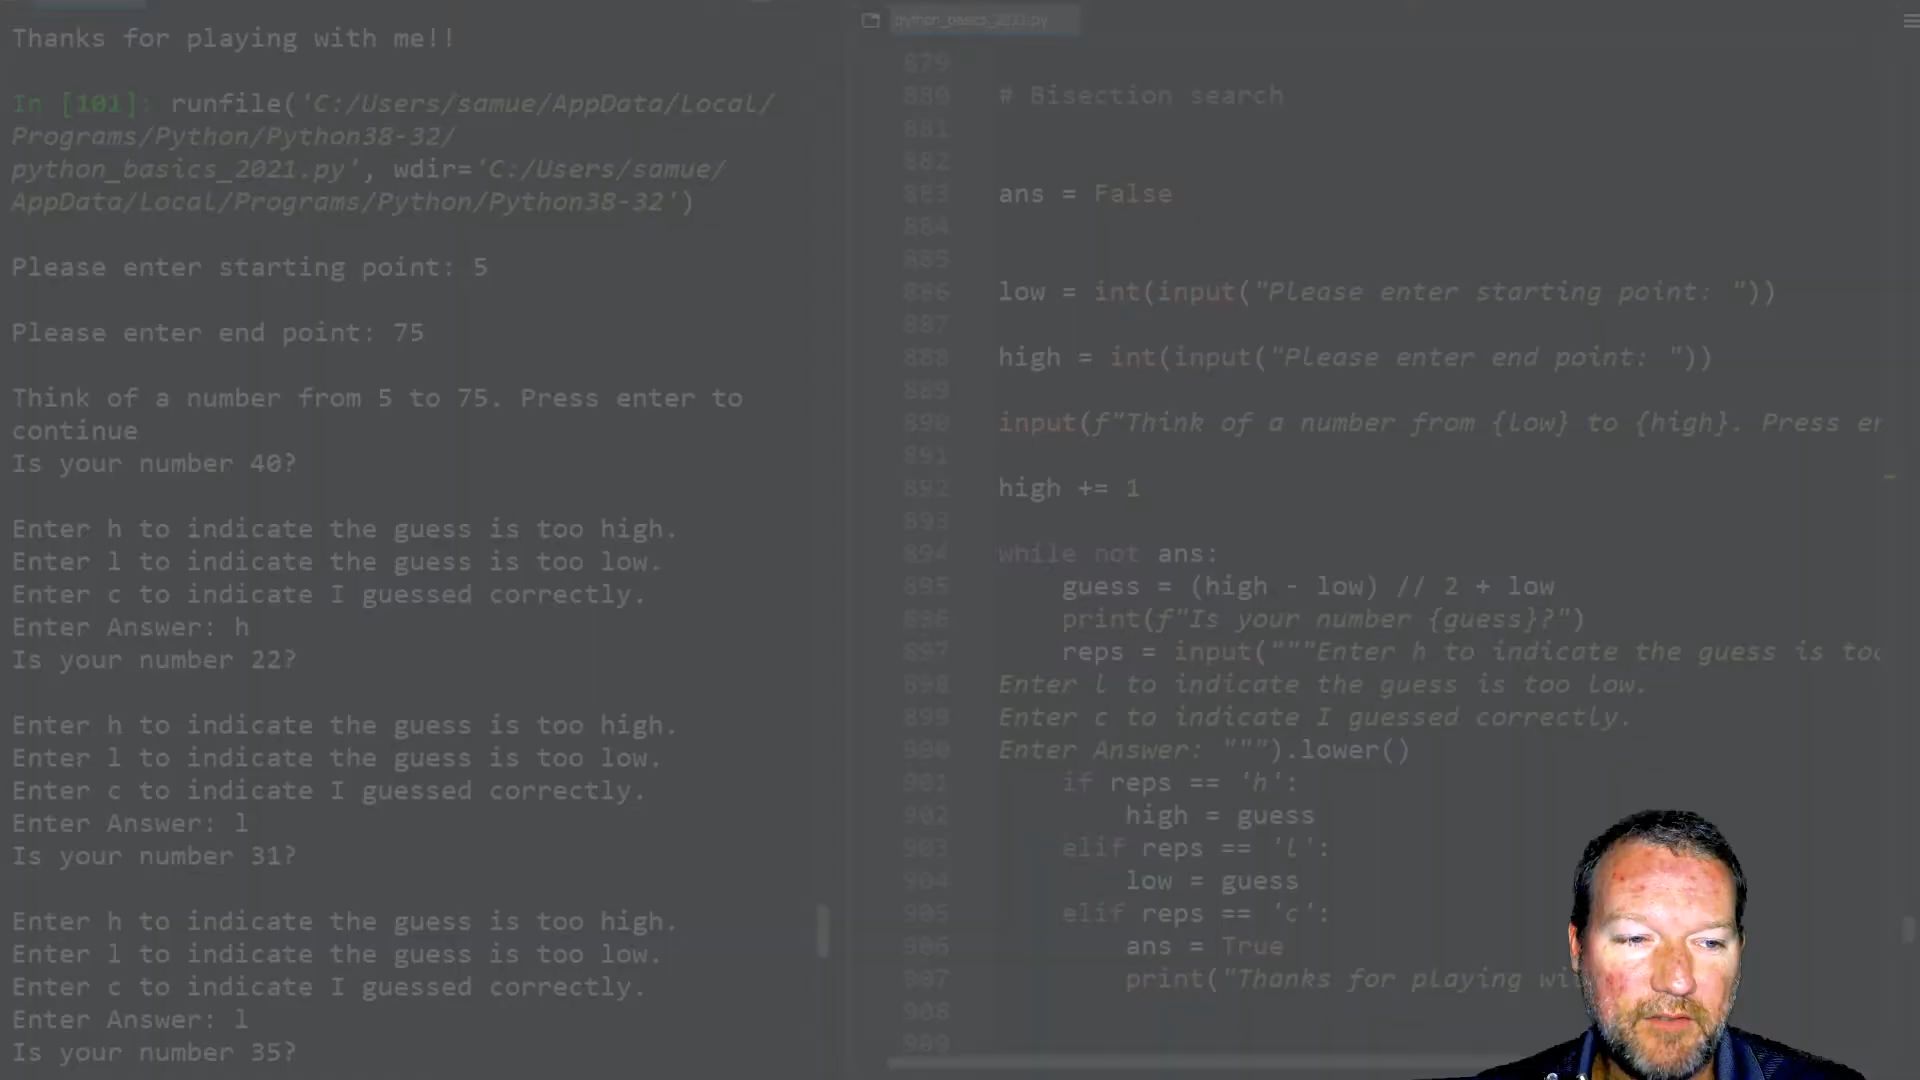 Thanks for playing with me!!
In [101]: runfile('C:/Users/samue/AppData/Local/
Programs/Python/Python38-32/
python_basics_2021.py', wdir='C:/Users/samue/
AppData/Local/Programs/Python/Python38-32')
Please enter starting point: 5
Please enter end point: 75
Think of a number from 5 to 75. Press enter to
continue
Is your number 40?
Enter h to indicate the guess is too high.
Enter l to indicate the guess is too low.
Enter c to indicate I guessed correctly.
Enter Answer: h
Is your number 22?
Enter h to indicate the guess is too high.
Enter l to indicate the guess is too low.
Enter c to indicate I guessed correctly.
Enter Answer: l
Is your number 31?
Enter h to indicate the guess is too high.
Enter l to indicate the guess is too low.
Enter c to indicate I guessed correctly.
Enter Answer: l
Is your number 35?
python_basics_2021.py
879
880 # Bisection search
881
882
883 ans = False
884
885
886 low = int(input("Please enter starting point: "))
887
888 high = int(input("Please enter end point: "))
889
890 input(f"Think of a number from {low} to {high}. Press
891
892 high += 1
893
894 while not ans:
895 guess = (high - low) // 2 + low
896 print(f"Is your number {guess}?")
897 reps = input("""Enter h to indicate the guess is
898 Enter l to indicate the guess is too low.
899 Enter c to indicate I guessed correctly.
900 Enter Answer: """).lower()
901 if reps == 'h':
902 high = guess
903 elif reps == 'l':
904 low = guess
905 elif reps == 'c':
906 ans = True
907 print("Thanks for playing
908
909